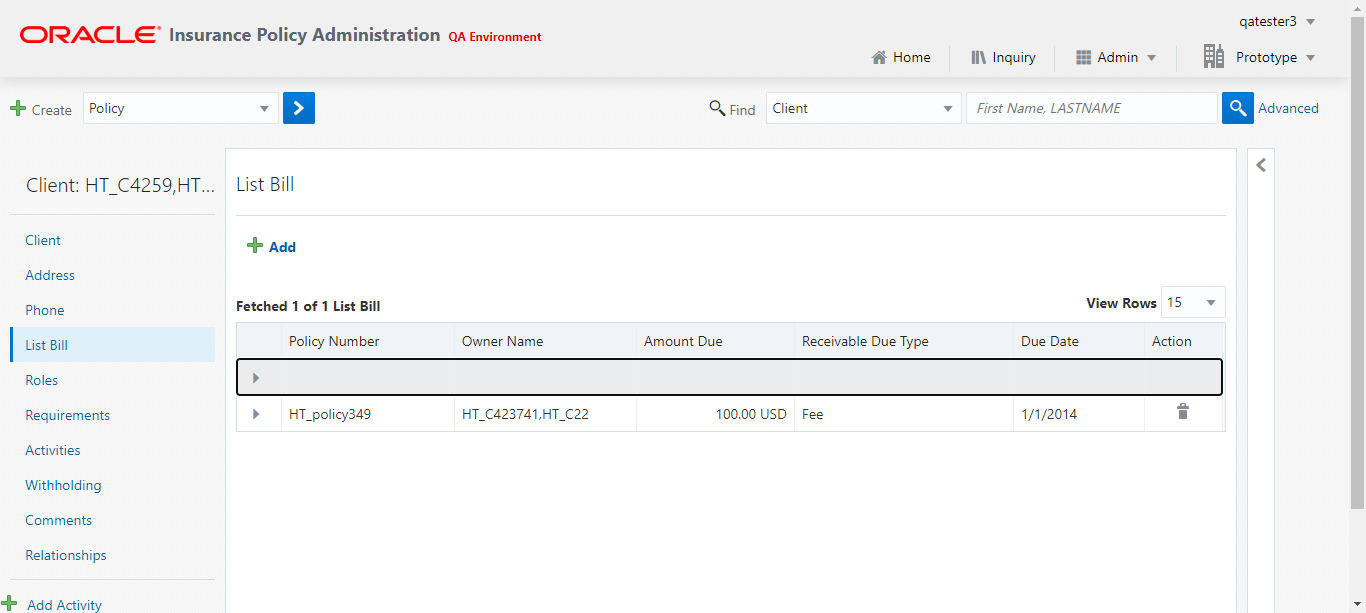 ORACLE® Insurance Policy Administration QA Environment
qatester3
Home Inquiry Admin Prototype
Create Policy Find Client First Name, LASTNAME Advanced
Client: HT_C4259,HT...
Client
Address
Phone
List Bill
Roles
Requirements
Activities
Withholding
Comments
Relationships
Add Activity
List Bill
Add
Fetched 1 of 1 List Bill View Rows 15
Policy Number Owner Name Amount Due Receivable Due Type Due Date Action
HT_policy349 HT_C423741,HT_C22 100.00 USD Fee 1/1/2014